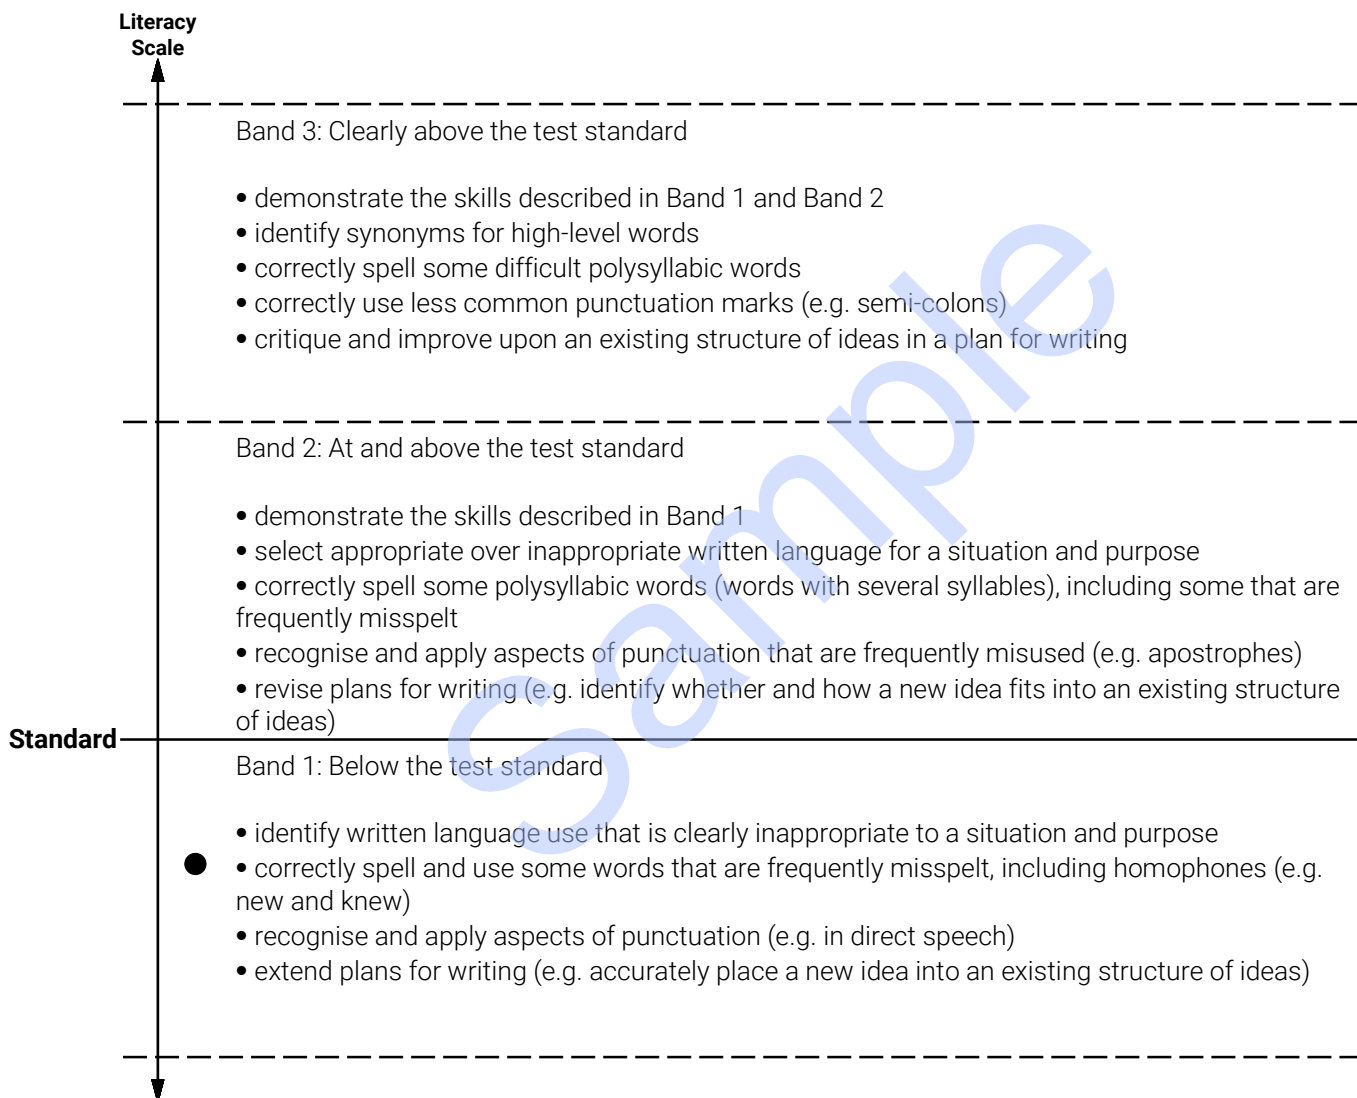 Literacy
Scale
Band 3: Clearly above the test standard
• demonstrate the skills described in Band 1 and Band 2
• identify synonyms for high-level words
• correctly spell some difficult polysyllabic words
• correctly use less common punctuation marks (e.g. semi-colons)
• critique and improve upon an existing structure of ideas in a plan for writing
Band 2: At and above the test standard
• demonstrate the skills described in Band 1
• select appropriate over inappropriate written language for a situation and purpose
• correctly spell some polysyllabic words (words with several syllables), including some that are
frequently misspelt
• recognise and apply aspects of punctuation that are frequently misused (e.g. apostrophes)
• revise plans for writing (e.g. identify whether and how a new idea fits into an existing structure
of ideas)
Standard
Band 1: Below the test standard
• identify written language use that is clearly inappropriate to a situation and purpose
• correctly spell and use some words that are frequently misspelt, including homophones (e.g.
new and knew)
• recognise and apply aspects of punctuation (e.g. in direct speech)
• extend plans for writing (e.g. accurately place a new idea into an existing structure of ideas)
Sample